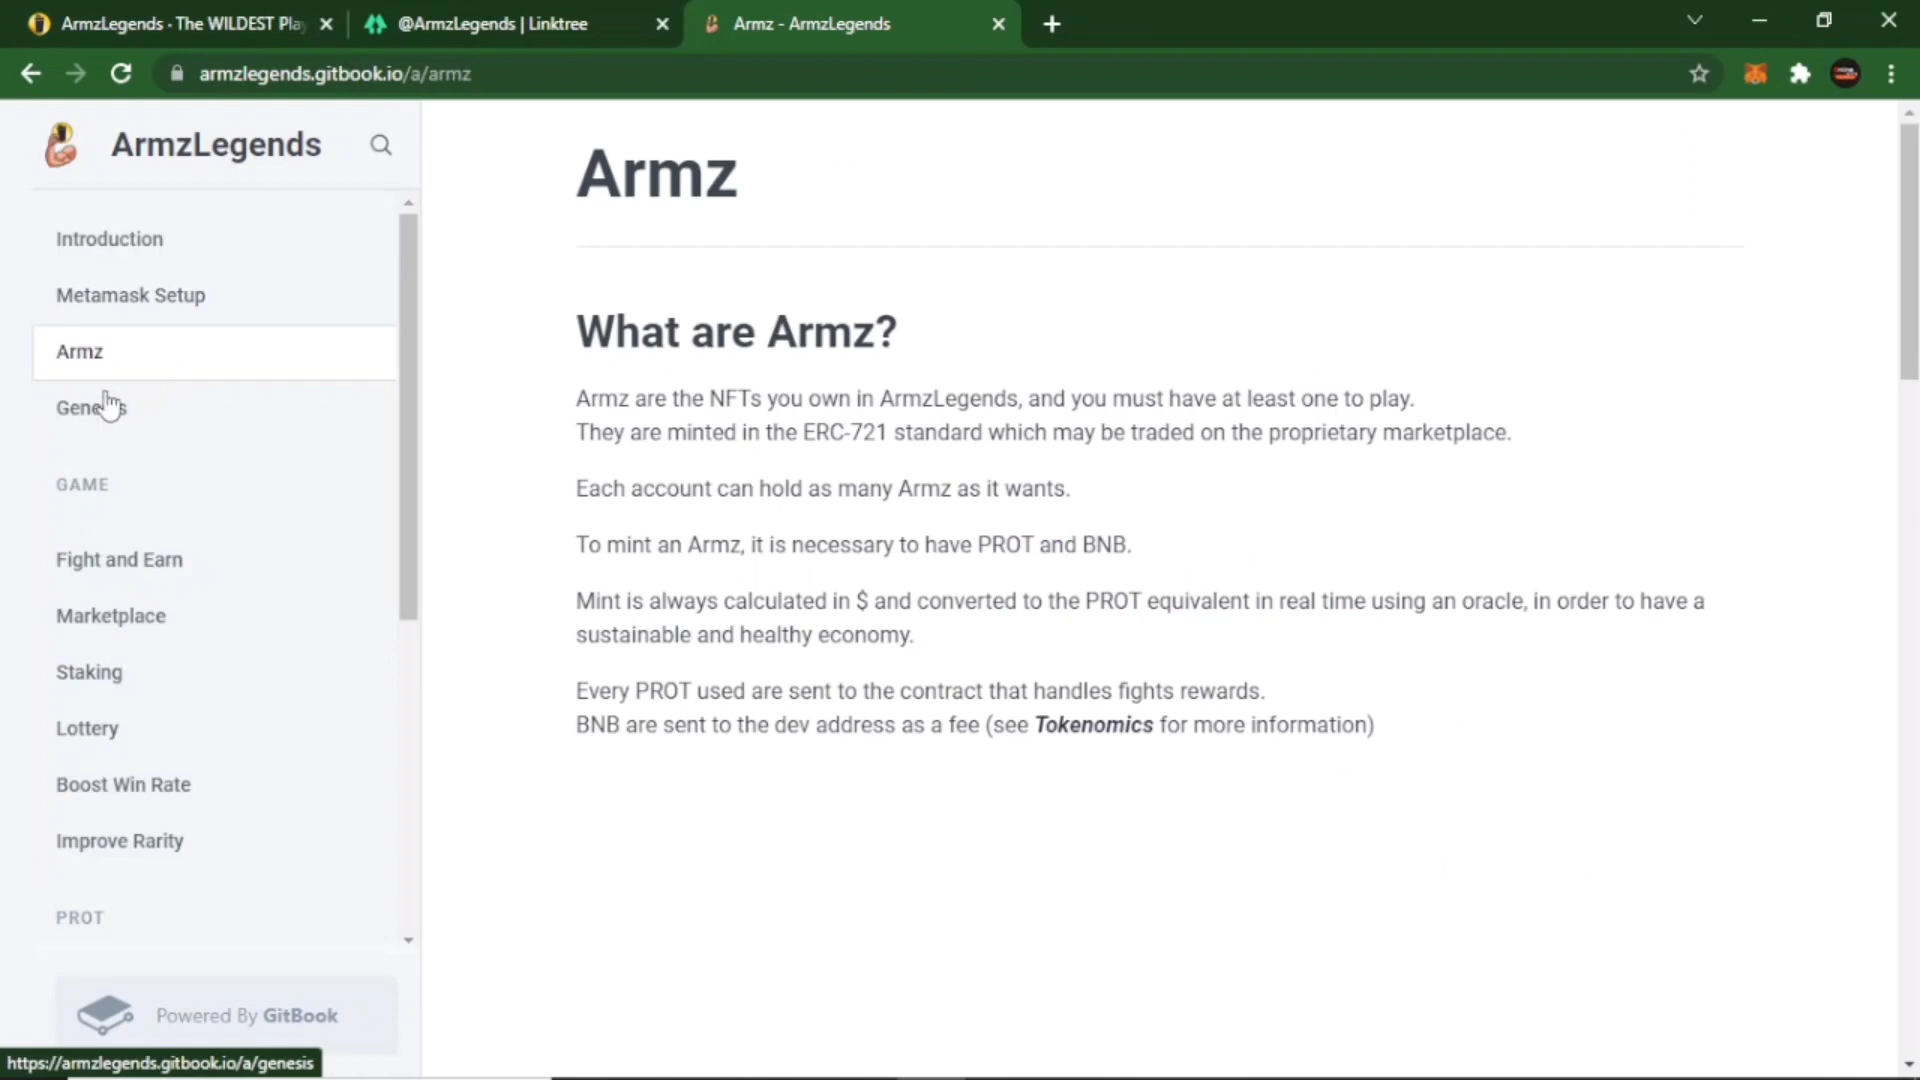 ArmzLegends - The WILDEST Pla
@ArmzLegends | Linktree
Armz - ArmzLegends
armzlegends.gitbook.io/a/armz
ArmzLegends
Introduction
Metamask Setup
Armz
Genesis
GAME
Fight and Earn
Marketplace
Staking
Lottery
Boost Win Rate
Improve Rarity
PROT
Powered By GitBook
https://armzlegends.gitbook.io/a/genesis
Armz
What are Armz?
Armz are the NFTs you own in ArmzLegends, and you must have at least one to play.
They are minted in the ERC-721 standard which may be traded on the proprietary marketplace.
Each account can hold as many Armz as it wants.
To mint an Armz, it is necessary to have PROT and BNB.
Mint is always calculated in $ and converted to the PROT equivalent in real time using an oracle, in order to have a
sustainable and healthy economy.
Every PROT used are sent to the contract that handles fights rewards.
BNB are sent to the dev address as a fee (see Tokenomics for more information)